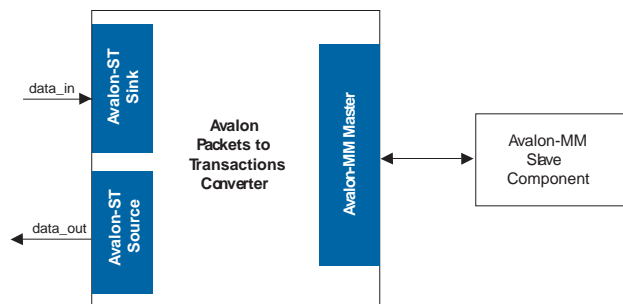 data_in
Avalon-ST
Sink
Avalon
Packets to
Transactions
Converter
Avalon-MM Master
Avalon-MM
Slave
Component
data_out
Avalon-ST
Source